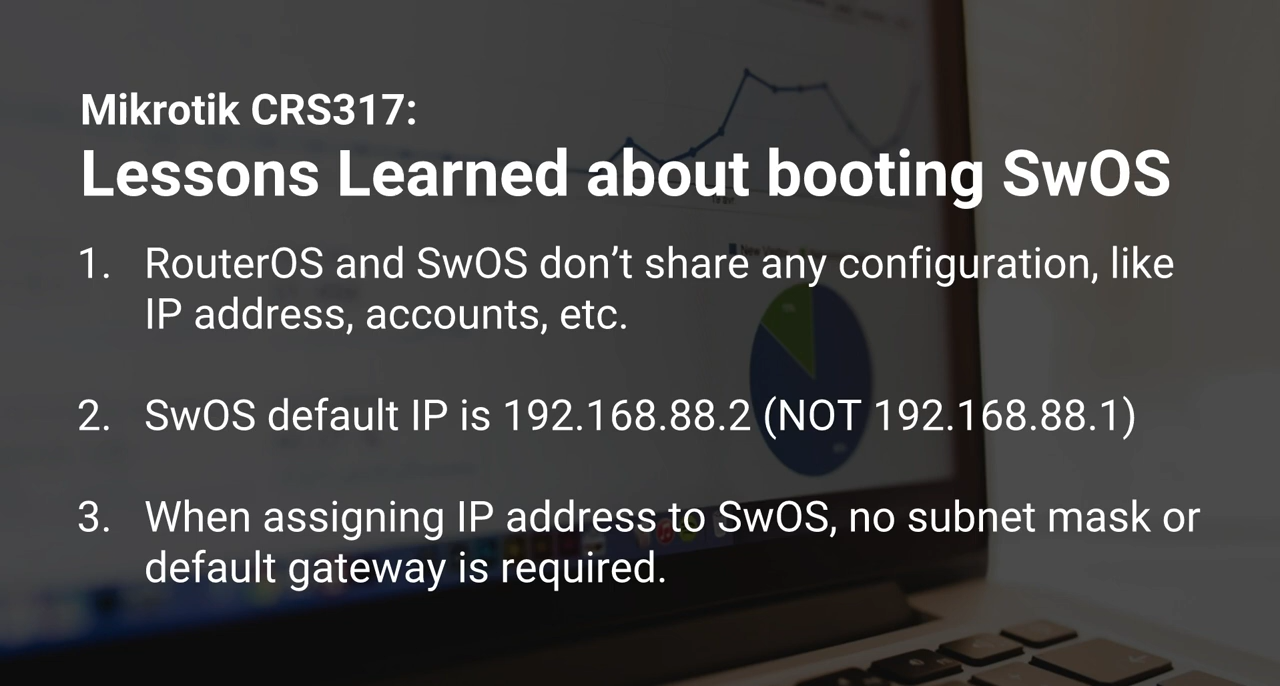 Mikrotik CRS317:
Lessons Learned about booting SwOS
1. RouterOS and SwOS don’t share any configuration, like
IP address, accounts, etc.
2. SwOS default IP is 192.168.88.2 (NOT 192.168.88.1)
3. When assigning IP address to SwOS, no subnet mask or
default gateway is required.